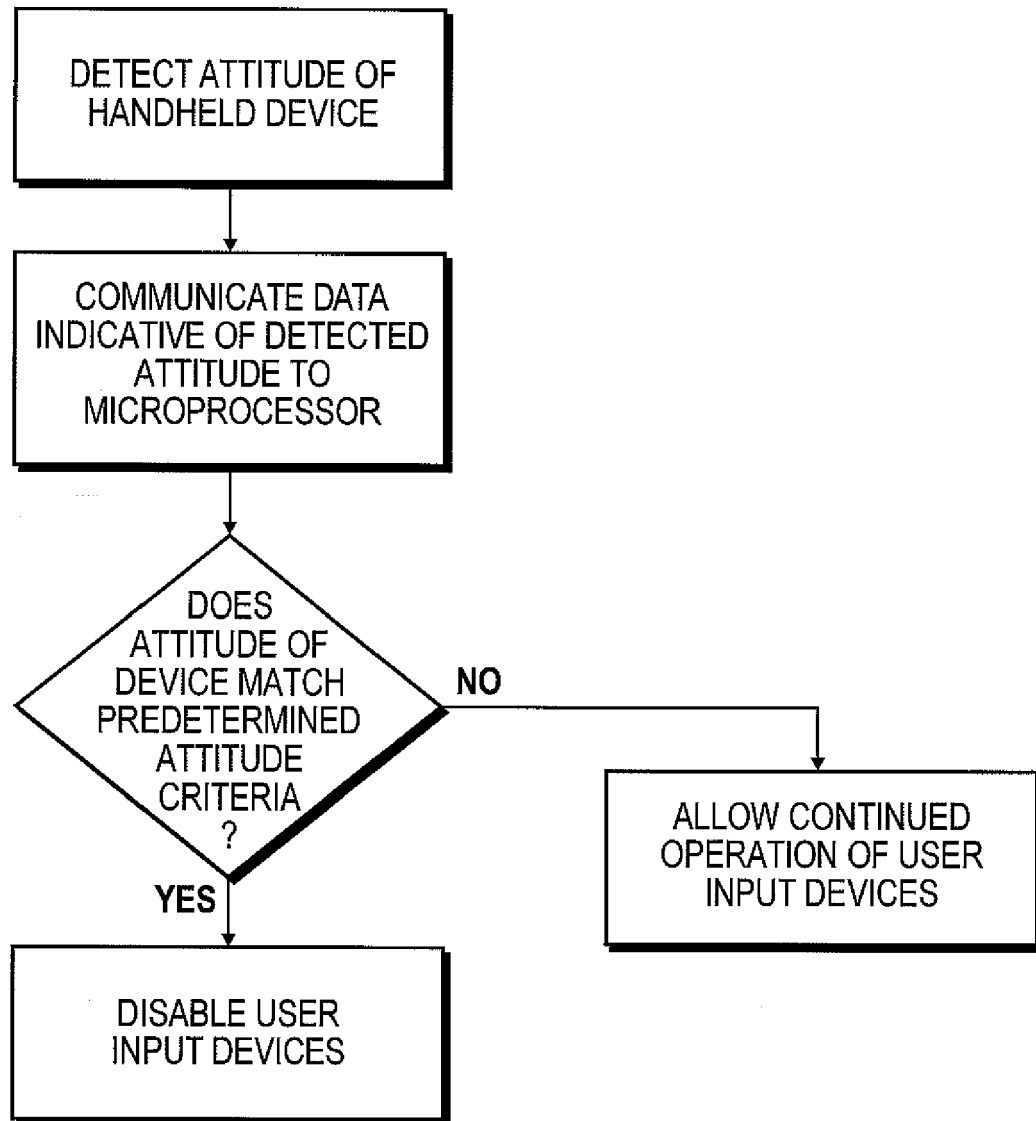 DETECT ATTITUDE OF
HANDHELD DEVICE
COMMUNICATE DATA
INDICATIVE OF DETECTED
ATTITUDE TO
MICROPROCESSOR
DOES
ATTITUDE OF
DEVICE MATCH
PREDETERMINED
ATTITUDE
CRITERIA
?
NO
ALLOW CONTINUED
OPERATION OF USER
INPUT DEVICES
YES
DISABLE USER
INPUT DEVICES